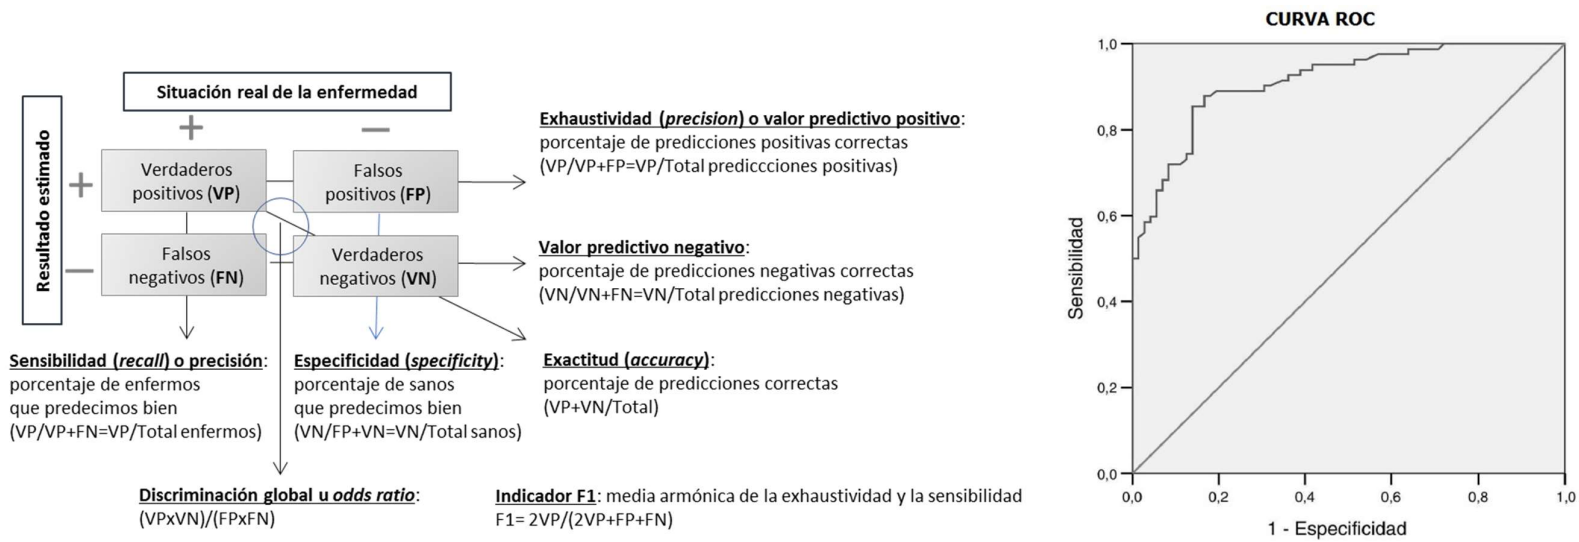 Situación real de la enfermedad
+
−
Resultado estimado
+
Verdaderos
positivos (VP)
Falsos
positivos (FP)
−
Falsos
negativos (FN)
Verdaderos
negativos (VN)
Exhaustividad (precision) o valor predictivo positivo:
porcentaje de predicciones positivas correctas
(VP/VP+FP=VP/Total prediccciones positivas)
Valor predictivo negativo:
porcentaje de predicciones negativas correctas
(VN/VN+FN=VN/Total predicciones negativas)
Sensibilidad (recall) o precisión:
porcentaje de enfermos
que predecimos bien
(VP/VP+FN=VP/Total enfermos)
Especificidad (specificity):
porcentaje de sanos
que predecimos bien
(VN/FP+VN=VN/Total sanos)
Exactitud (accuracy):
porcentaje de predicciones correctas
(VP+VN/Total)
Discriminación global u odds ratio:
(VPxVN)/(FPxFN)
Indicador F1: media armónica de la exhaustividad y la sensibilidad
F1= 2VP/(2VP+FP+FN)
CURVA ROC
Sensibilidad
1,0
0,8
0,6
0,4
0,2
0,0
0,0 0,2 0,4 0,6 0,8 1,0
1 - Especificidad